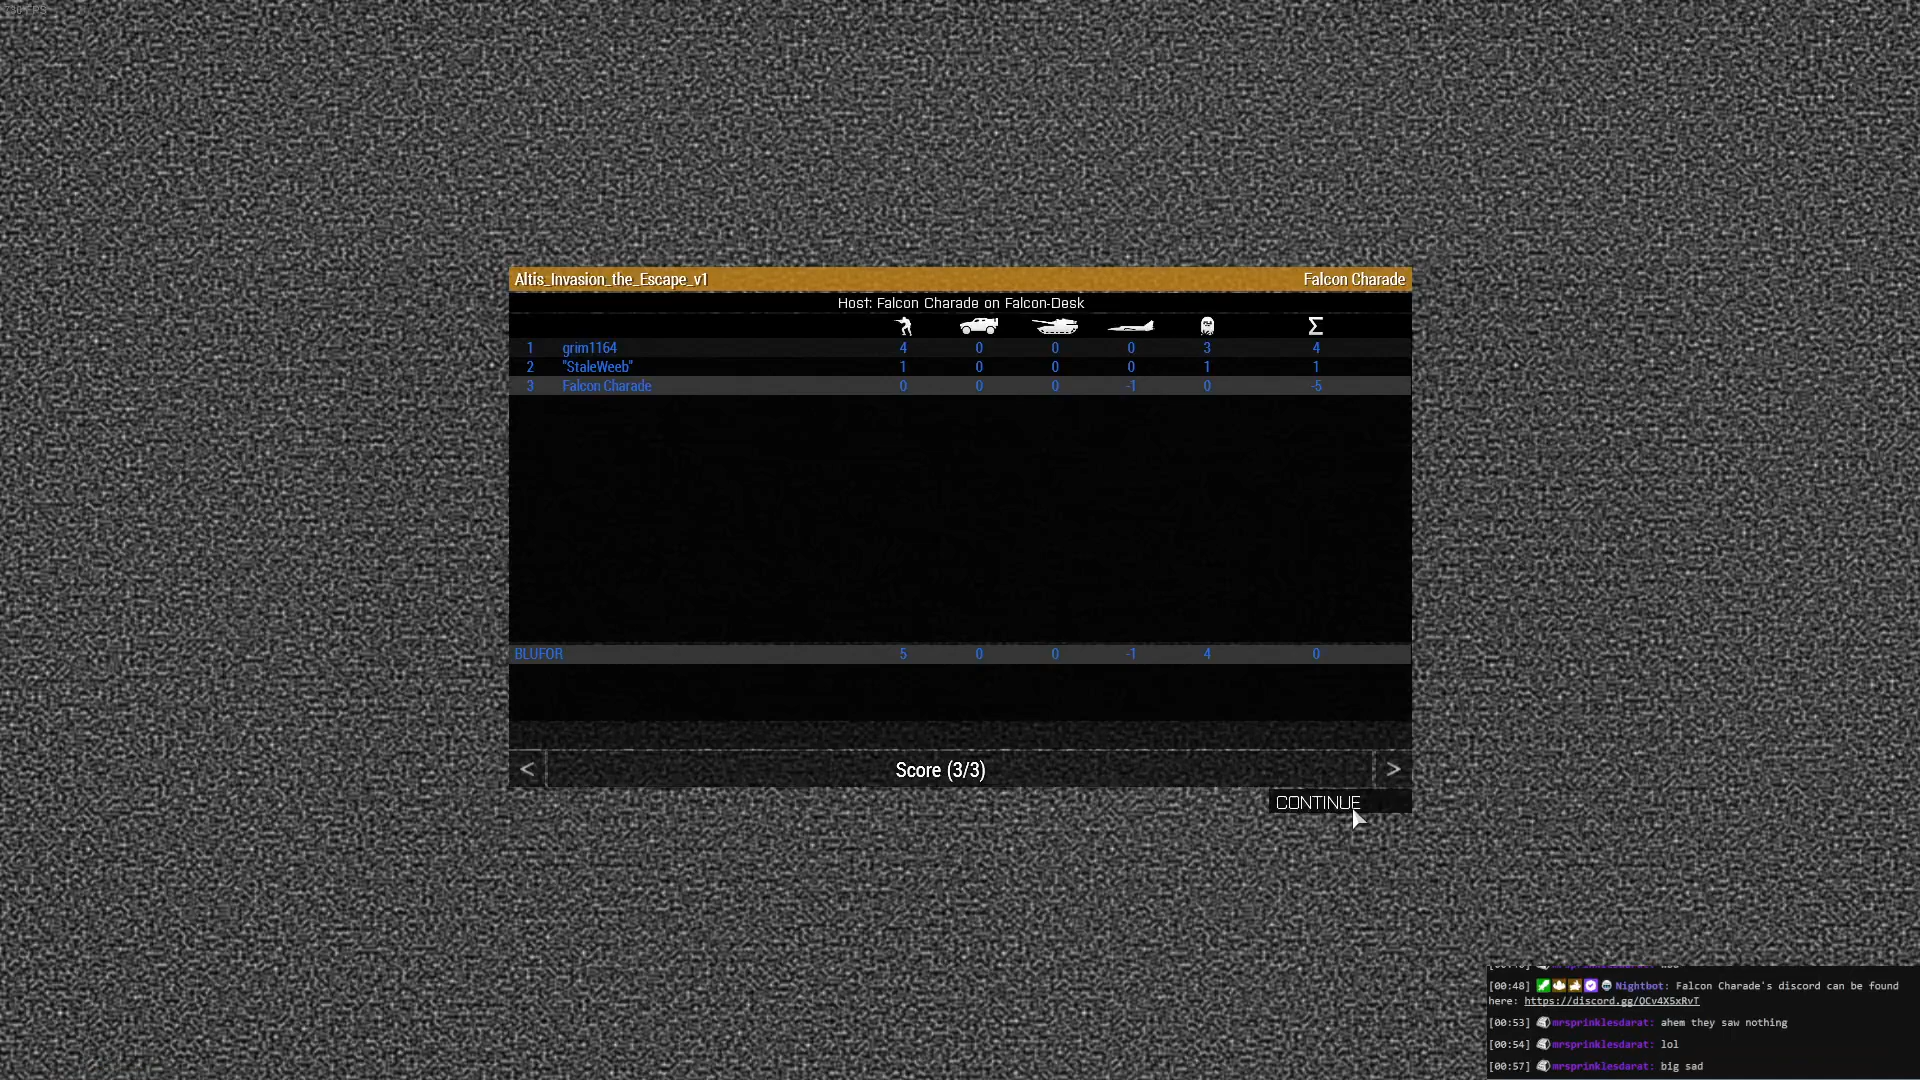 730 FPS
Altis_Invasion_the_Escape_v1 Falcon Charade
Host: Falcon Charade on Falcon-Desk
Σ
1 grim1164 4 0 0 0 3 4
2 "StaleWeeb" 1 0 0 0 1 1
3 Falcon Charade 0 0 0 -1 0 -5
BLUFOR 5 0 0 -1 4 0
< Score (3/3) >
CONTINUE
[00:48] Nightbot: Falcon Charade's discord can be found
here: https://discord.gg/QCv4X5xRvT
[00:53] mrsprinklesdarat: ahem they saw nothing
[00:54] mrsprinklesdarat: lol
[00:57] mrsprinklesdarat: big sad